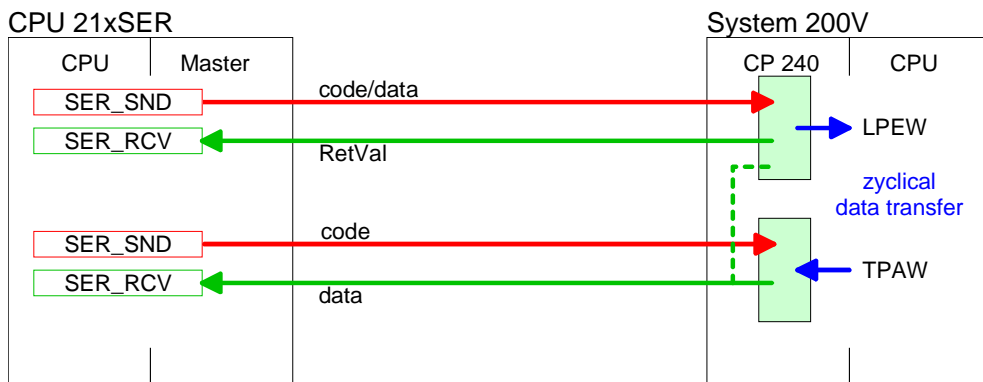 CPU 21xSER
System 200V
CPU
Master
CP 240
CPU
SER_SND
code/data
SER_RCV
LPEW
RetVal
zyclical
data transfer
SER_SND
code
SER_RCV
TPAW
data